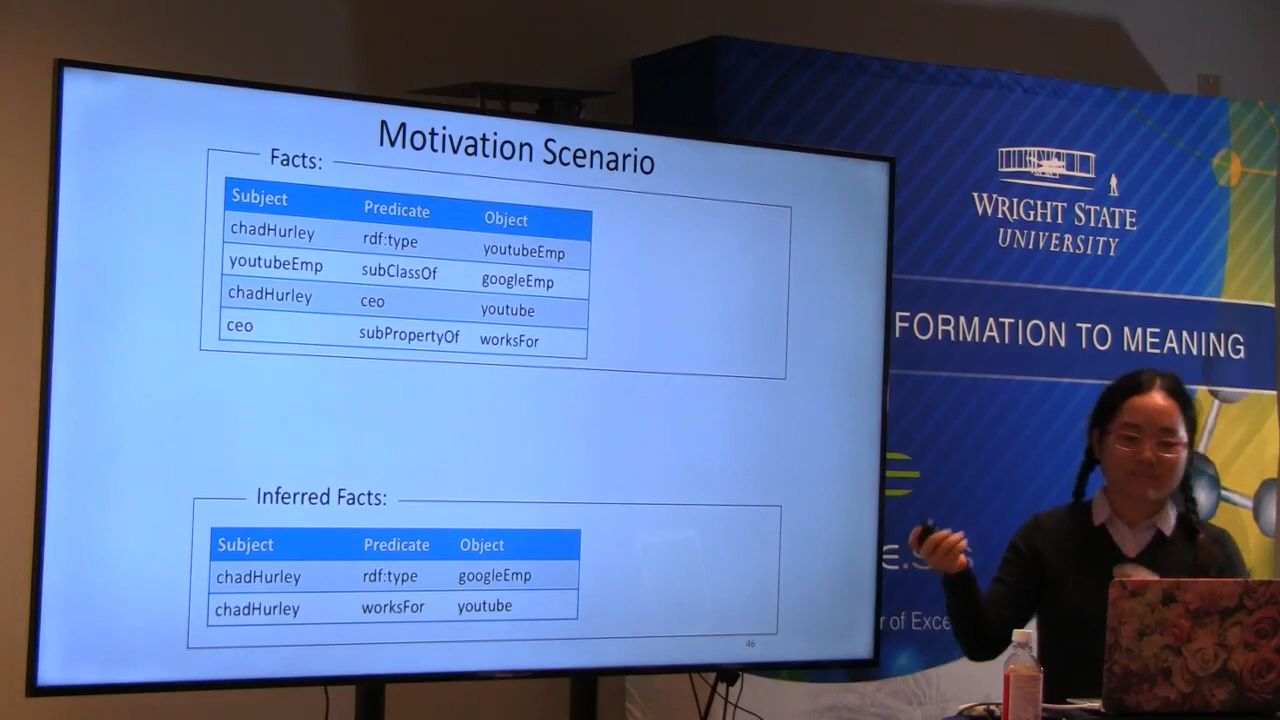 Motivation Scenario
Facts:
Subject Predicate Object
chadHurley rdf:type youtubeEmp
youtubeEmp subClassOf googleEmp
chadHurley ceo youtube
ceo subPropertyOf worksFor
Inferred Facts:
Subject Predicate Object
chadHurley rdf:type googleEmp
chadHurley worksFor youtube
46
WRIGHT STATE
UNIVERSITY
FORMATION TO MEANING
r of Exce